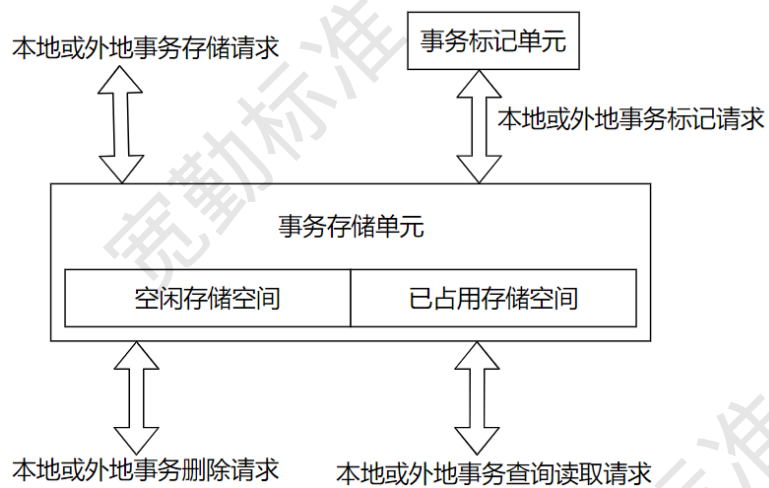 本地或外地事务存储请求
事务标记单元
本地或外地事务标记请求
事务存储单元
空闲存储空间
已占用存储空间
本地或外地事务删除请求
本地或外地事务查询读取请求
宽勤标准
标准